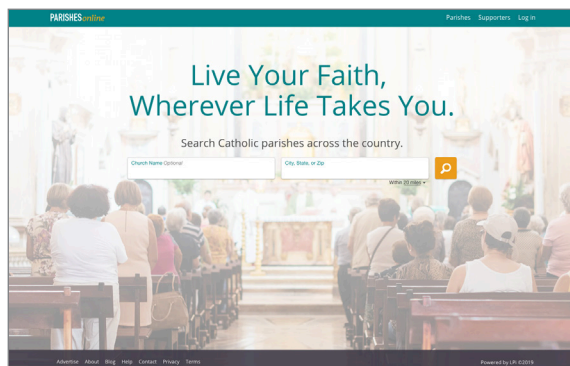 PARISHES online
Parishes Supporters Log in
Live Your Faith,
Wherever Life Takes You.
Search Catholic parishes across the country.
Church Name Optional
City, State, or Zip
Within 20 miles
Advertise About Blog Help Contact Privacy Terms
Powered by LPi ©2019